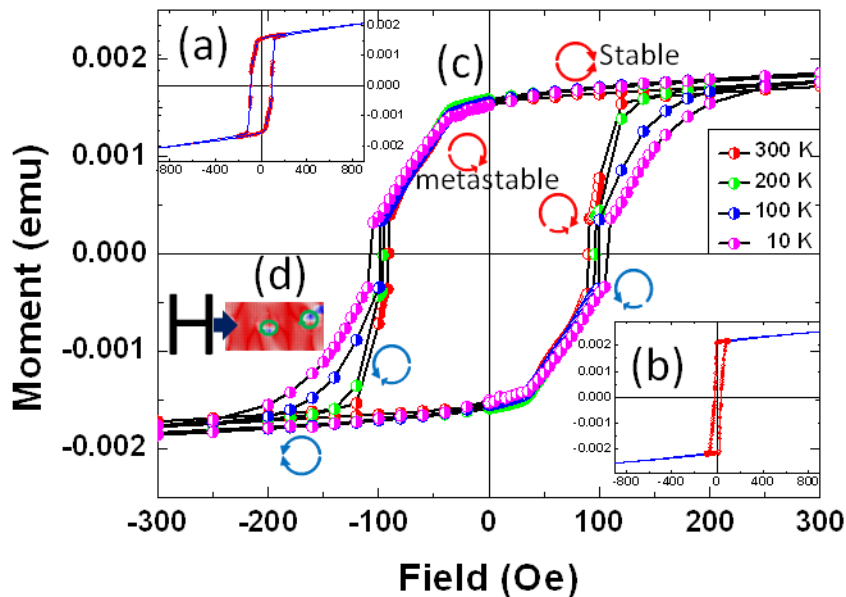 (a)
0.002
0.001
0.000
-0.001
-0.002
-800
-400
0
400
800
(c)
Stable
metastable
300 K
200 K
100 K
10 K
(d)
H
(b)
0.002
0.001
0.000
-0.001
-0.002
-800
-400
0
400
800
0.002
0.001
0.000
-0.001
-0.002
Moment (emu)
-300
-200
-100
0
100
200
300
Field (Oe)